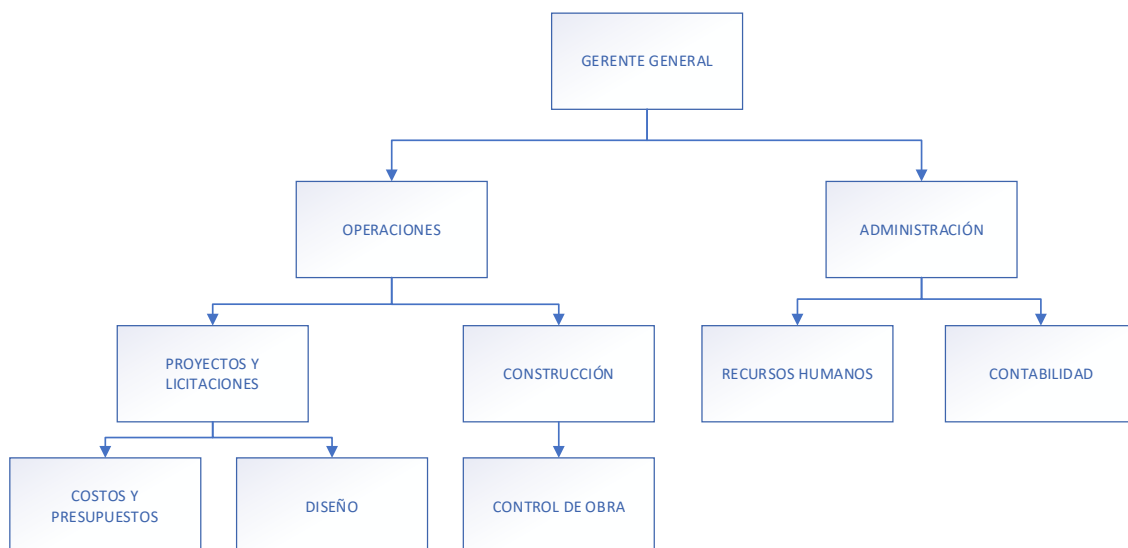 GERENTE GENERAL
OPERACIONES
ADMINISTRACIÓN
PROYECTOS Y
LICITACIONES
CONSTRUCCIÓN
RECURSOS HUMANOS
CONTABILIDAD
COSTOS Y
PRESUPUESTOS
DISEÑO
CONTROL DE OBRA